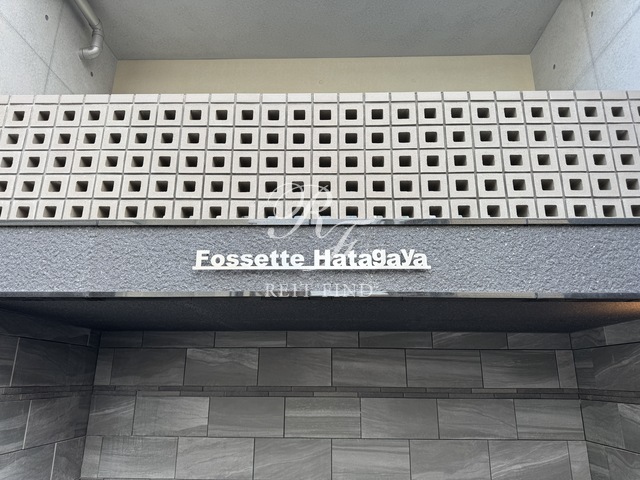 Fossette Hatagaya
REIT FIND